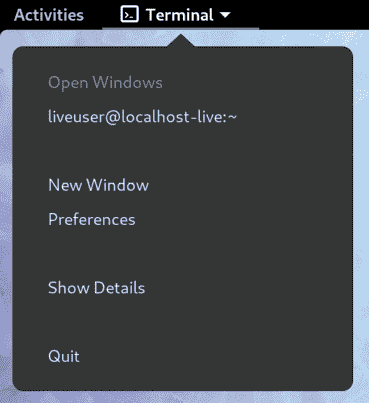 Activities Terminal
Open Windows
liveuser@localhost-live:~
New Window
Preferences
Show Details
Quit